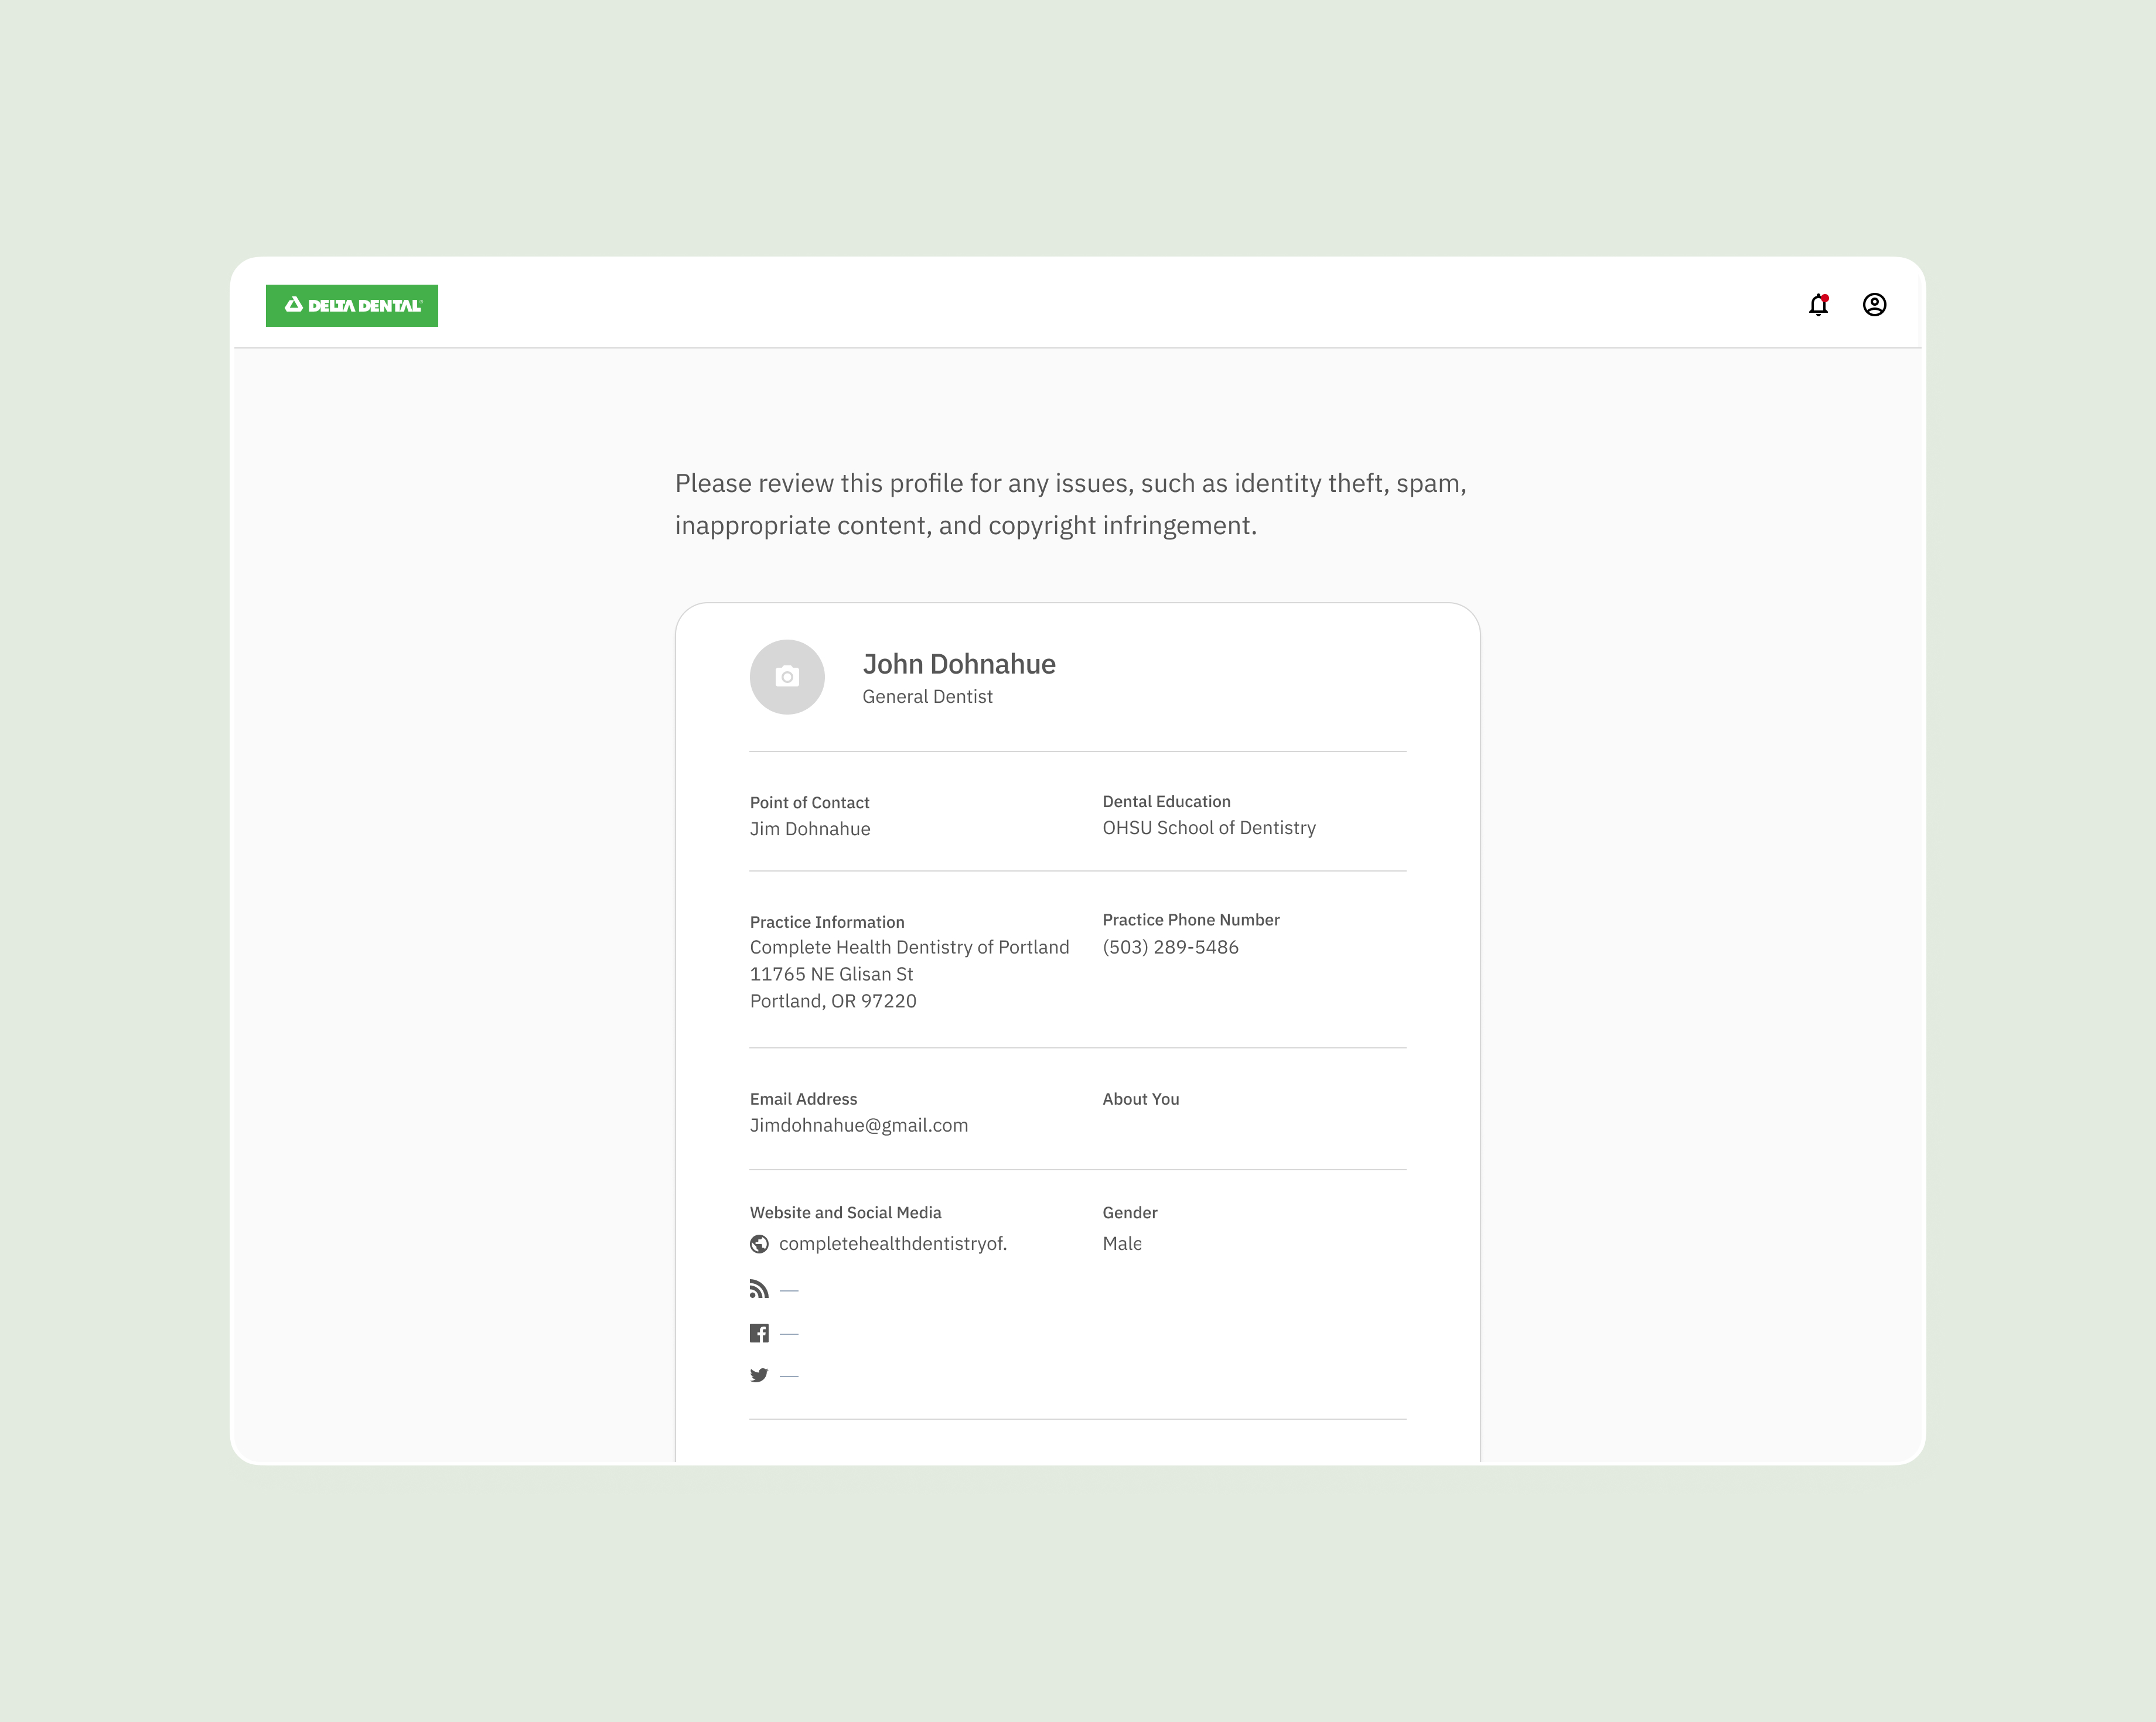 DELTA DENTAL®
Please review this profile for any issues, such as identity theft, spam,
inappropriate content, and copyright infringement.
John Dohnahue
General Dentist
Point of Contact
Jim Dohnahue
Dental Education
OHSU School of Dentistry
Practice Information
Complete Health Dentistry of Portland
11765 NE Glisan St
Portland, OR 97220
Practice Phone Number
(503) 289-5486
Email Address
Jimdohnahue@gmail.com
About You
Website and Social Media
completehealthdentistryof.
—
—
—
Gender
Male